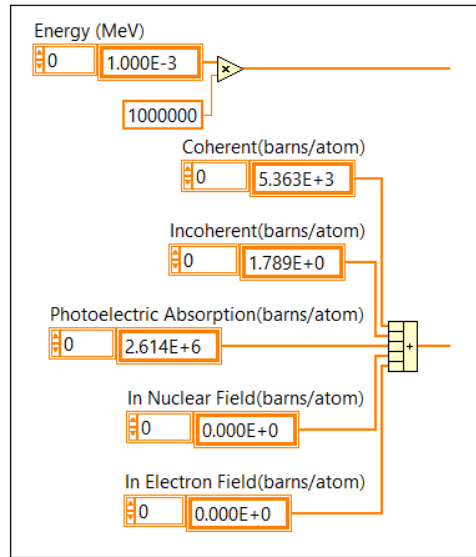 Energy (MeV)
0 1.000E-3
×
1000000
Coherent(barns/atom)
0 5.363E+3
Incoherent(barns/atom)
0 1.789E+0
Photoelectric Absorption(barns/atom)
0 2.614E+6
+
In Nuclear Field(barns/atom)
0 0.000E+0
In Electron Field(barns/atom)
0 0.000E+0